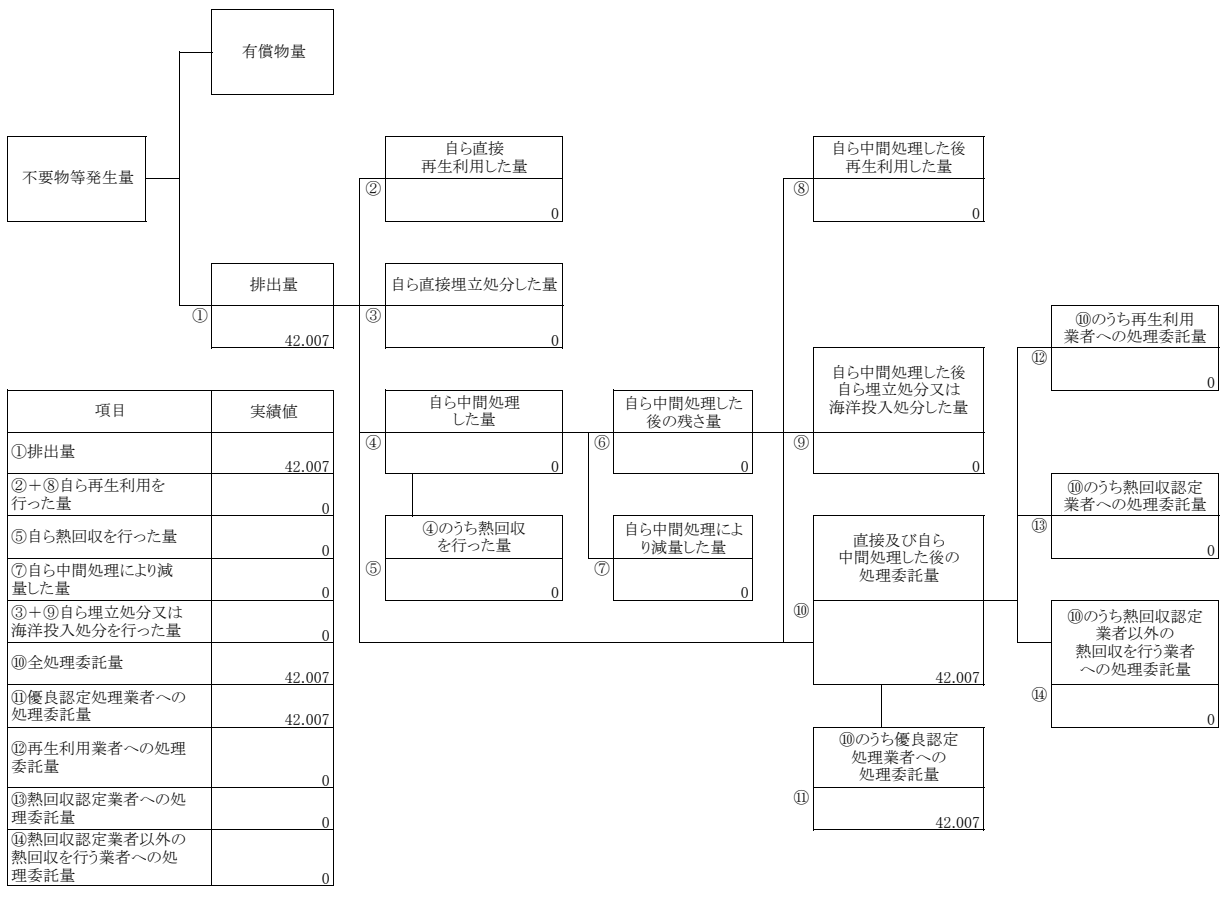 有償物量
不要物等発生量
自ら直接
再生利用した量
②
0
自ら中間処理した後
再生利用した量
⑧
0
排出量
①
42.007
自ら直接埋立処分した量
③
0
⑩のうち再生利用
業者への処理委託量
⑫
0
自ら中間処理
した量
④
0
自ら中間処理した
後の残さ量
⑥
0
自ら中間処理した後
自ら埋立処分又は
海洋投入処分した量
⑨
0
⑩のうち熱回収認定
業者への処理委託量
⑬
0
④のうち熱回収
を行った量
⑤
0
自ら中間処理によ
り減量した量
⑦
0
直接及び自ら
中間処理した後の
処理委託量
⑩
42.007
⑩のうち熱回収認定
業者以外の
熱回収を行う業者
への処理委託量
⑭
0
⑩のうち優良認定
処理業者への
処理委託量
⑪
42.007
項目 実績値
①排出量
42.007
②＋⑧自ら再生利用を
行った量
0
⑤自ら熱回収を行った量
0
⑦自ら中間処理により減
量した量
0
③＋⑨自ら埋立処分又は
海洋投入処分を行った量
0
⑩全処理委託量
42.007
⑪優良認定処理業者への
処理委託量
42.007
⑫再生利用業者への処理
委託量
0
⑬熱回収認定業者への処
理委託量
0
⑭熱回収認定業者以外の
熱回収を行う業者への処
理委託量
0